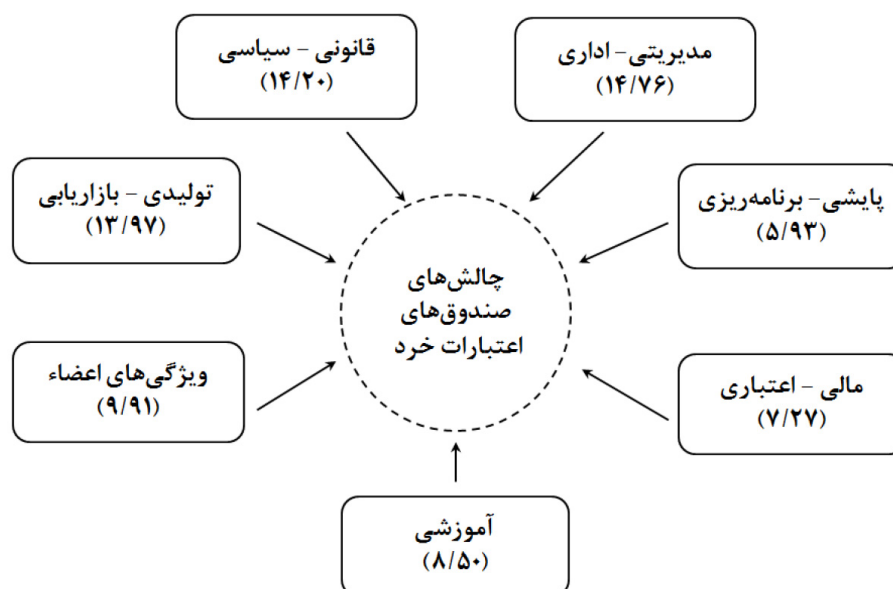 مدیریتی- اداری
(۱۴/۷۶)
قانونی – سیاسی
(۱۴/۲۰)
پایشی- برنامه‌ریزی
(۵/۹۳)
تولیدی – بازاریابی
(۱۳/۹۷)
چالش‌های
صندوق‌های
اعتبارات خرد
مالی – اعتباری
(۷/۲۷)
ویژگی‌های اعضاء
(۹/۹۱)
آموزشی
(۸/۵۰)